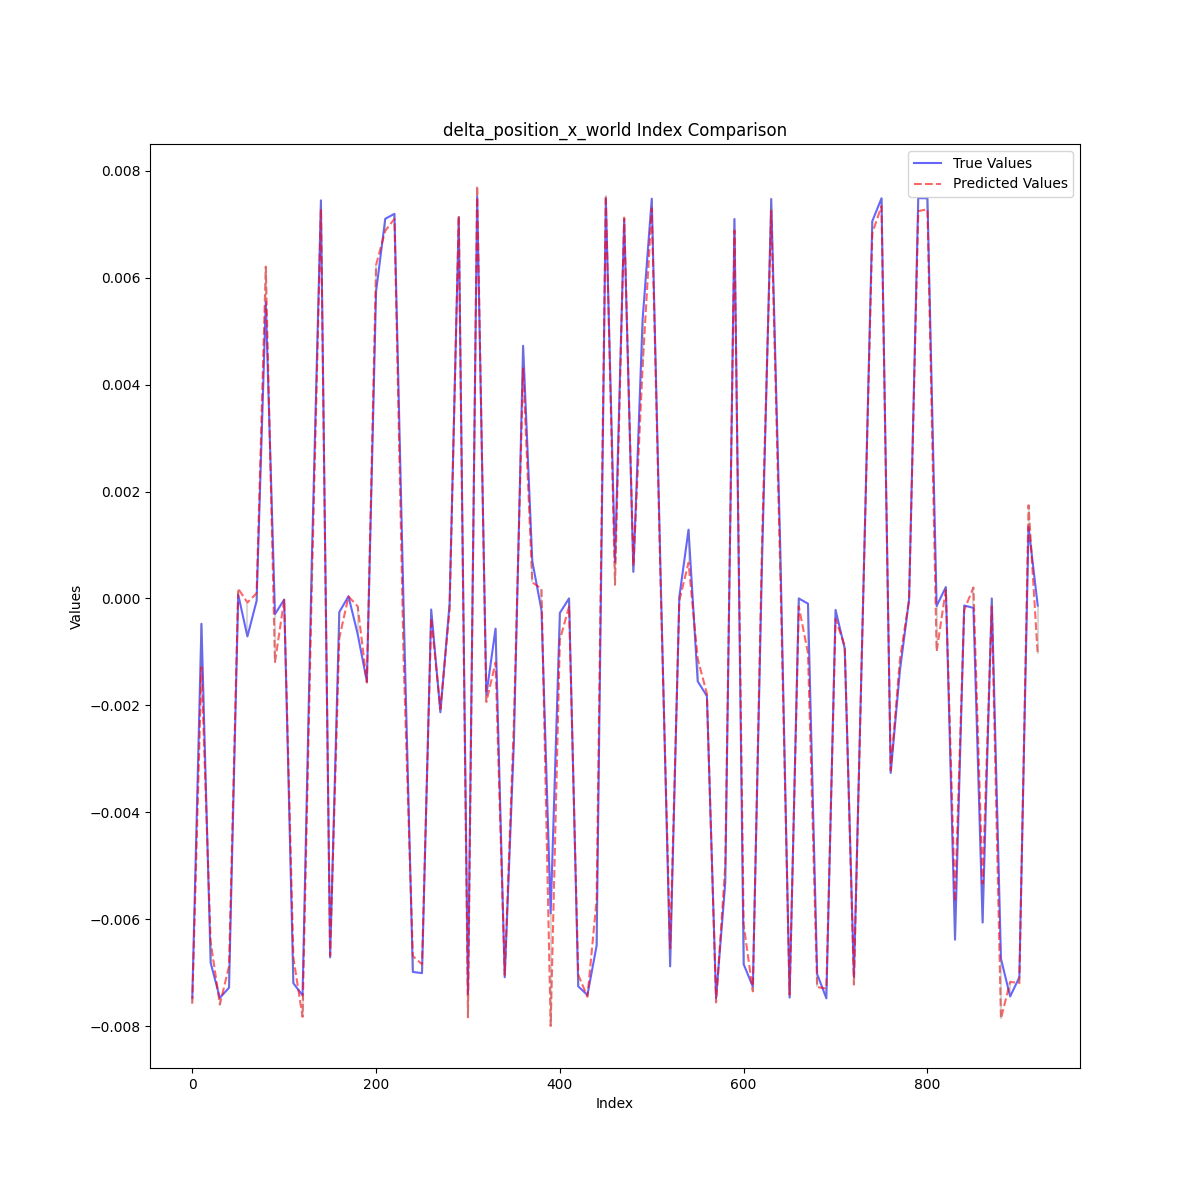 delta_position_x_world Index Comparison
True Values
Predicted Values
0.008
0.006
0.004
0.002
0.000
−0.002
−0.004
−0.006
−0.008
Values
0 200 400 600 800
Index